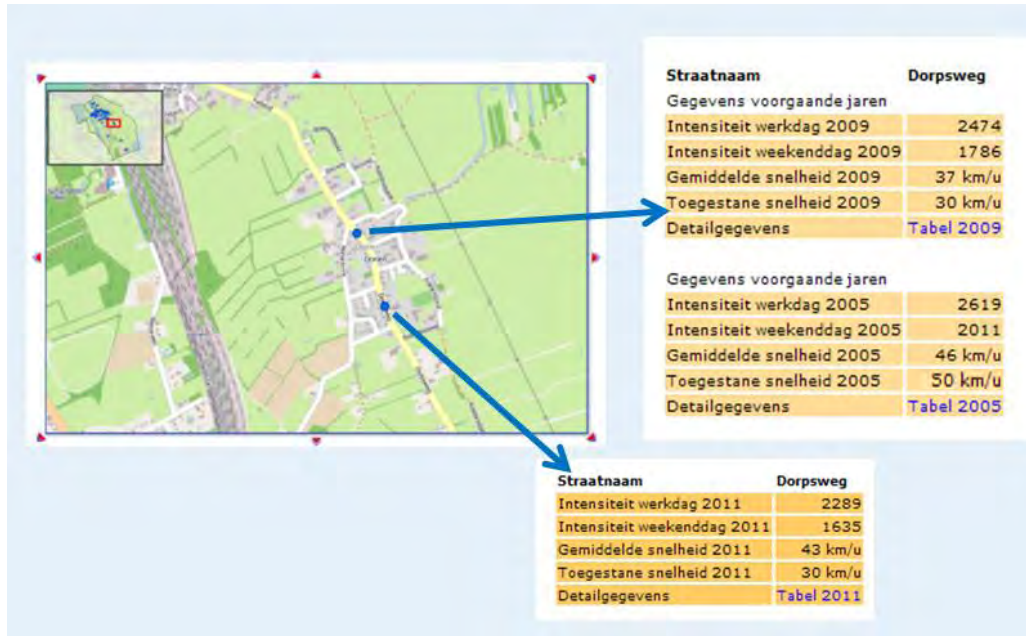 Straatnaam Dorpsweg
Gegevens voorgaande jaren
Intensiteit werkdag 2009 2474
Intensiteit weekenddag 2009 1786
Gemiddelde snelheid 2009 37 km/u
Toegestane snelheid 2009 30 km/u
Detailgegevens Tabel 2009
Gegevens voorgaande jaren
Intensiteit werkdag 2005 2619
Intensiteit weekenddag 2005 2011
Gemiddelde snelheid 2005 46 km/u
Toegestane snelheid 2005 50 km/u
Detailgegevens Tabel 2005
Straatnaam Dorpsweg
Intensiteit werkdag 2011 2289
Intensiteit weekenddag 2011 1635
Gemiddelde snelheid 2011 43 km/u
Toegestane snelheid 2011 30 km/u
Detailgegevens Tabel 2011